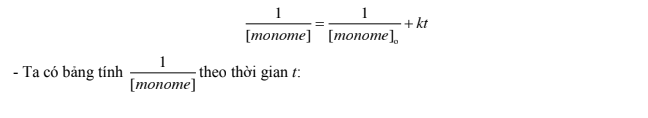 1/[monome] = 1/[monome]ₒ + kt
- Ta có bảng tính 1/[monome] theo thời gian t: